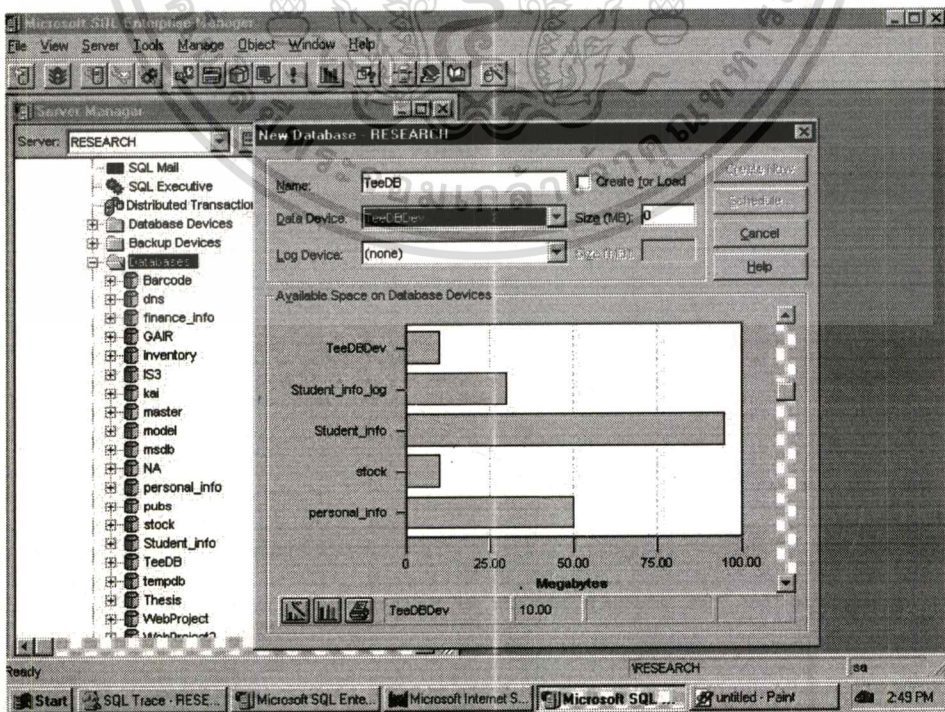 Microsoft SQL Enterprise Manager
File View Server Tools Manage Object Window Help
Server Manager
Server: RESEARCH
SQL Mail
SQL Executive
Distributed Transaction
Database Devices
Backup Devices
Databases
Barcode
dns
finance_info
GAIR
Inventory
IS3
kai
master
model
msdb
NA
personal_info
pubs
stock
Student_info
TeeDB
tempdb
Thesis
WebProject
WebProject2
New Database - RESEARCH
Name: TeeDB Create for Load
Data Device: TeeDBDev Size (MB): 0
Log Device: (none) Size (MB):
Create Now
Schedule...
Cancel
Help
Available Space on Database Devices
TeeDBDev
Student_info_log
Student_info
stock
personal_info
0 25.00 50.00 75.00 100.00
Megabytes
TeeDBDev 10.00
Ready \RESEARCH sa
Start SQL Trace - RESE... Microsoft SQL Ente... Microsoft Internet S... Microsoft SQL ... untitled - Paint 2:49 PM